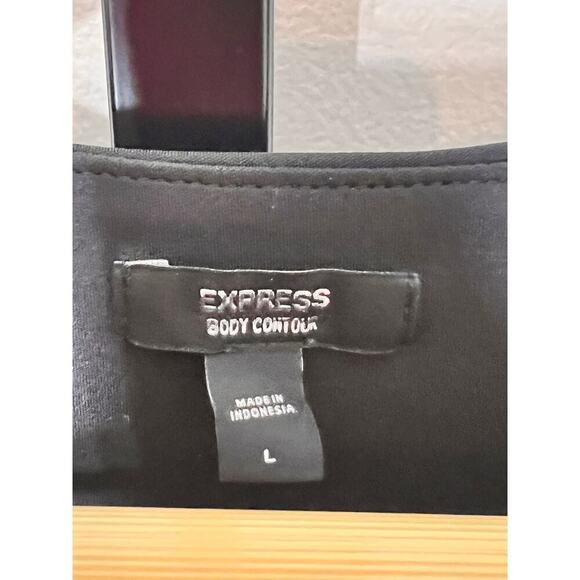 EXPRESS
BODY CONTOUR
MADE IN
INDONESIA
L